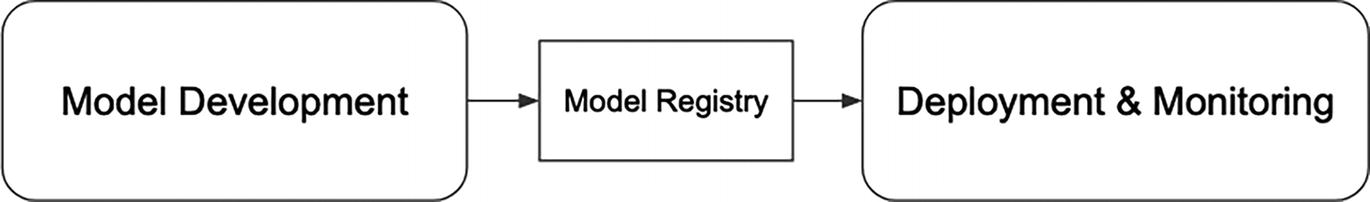 Model Development
Model Registry
Deployment & Monitoring